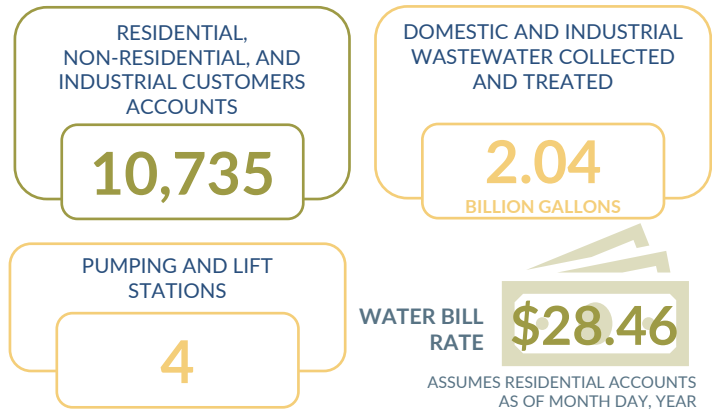 RESIDENTIAL,
NON-RESIDENTIAL, AND
INDUSTRIAL CUSTOMERS
ACCOUNTS
10,735
DOMESTIC AND INDUSTRIAL
WASTEWATER COLLECTED
AND TREATED
2.04
BILLION GALLONS
PUMPING AND LIFT
STATIONS
4
WATER BILL
RATE
$28.46
ASSUMES RESIDENTIAL ACCOUNTS
AS OF MONTH DAY, YEAR